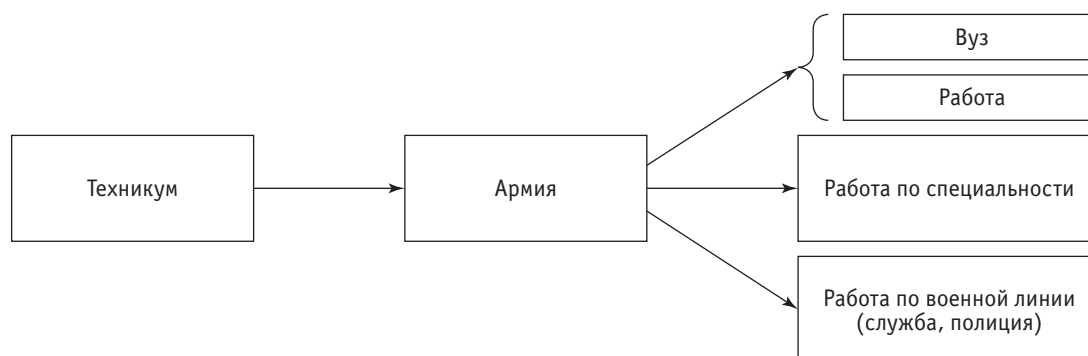 Вуз
Работа
Техникум
Армия
Работа по специальности
Работа по военной линии
(служба, полиция)